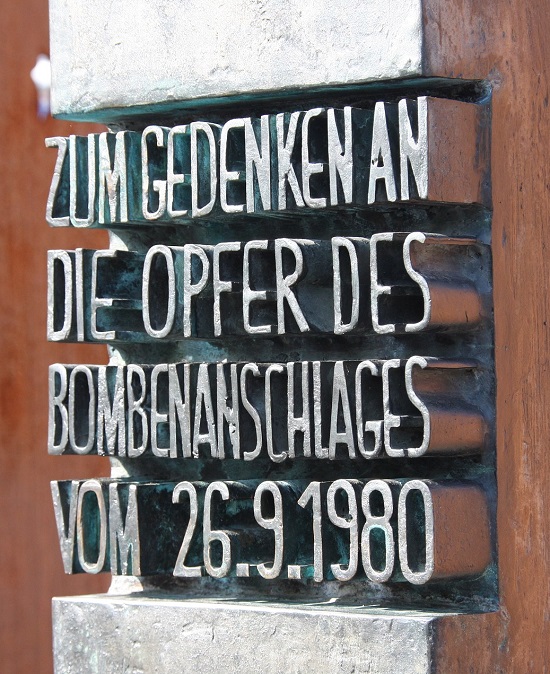 ZUM GEDENKEN AN
DIE OPFER DES
BOMBENANSCHLAGES
VOM 26.9.1980